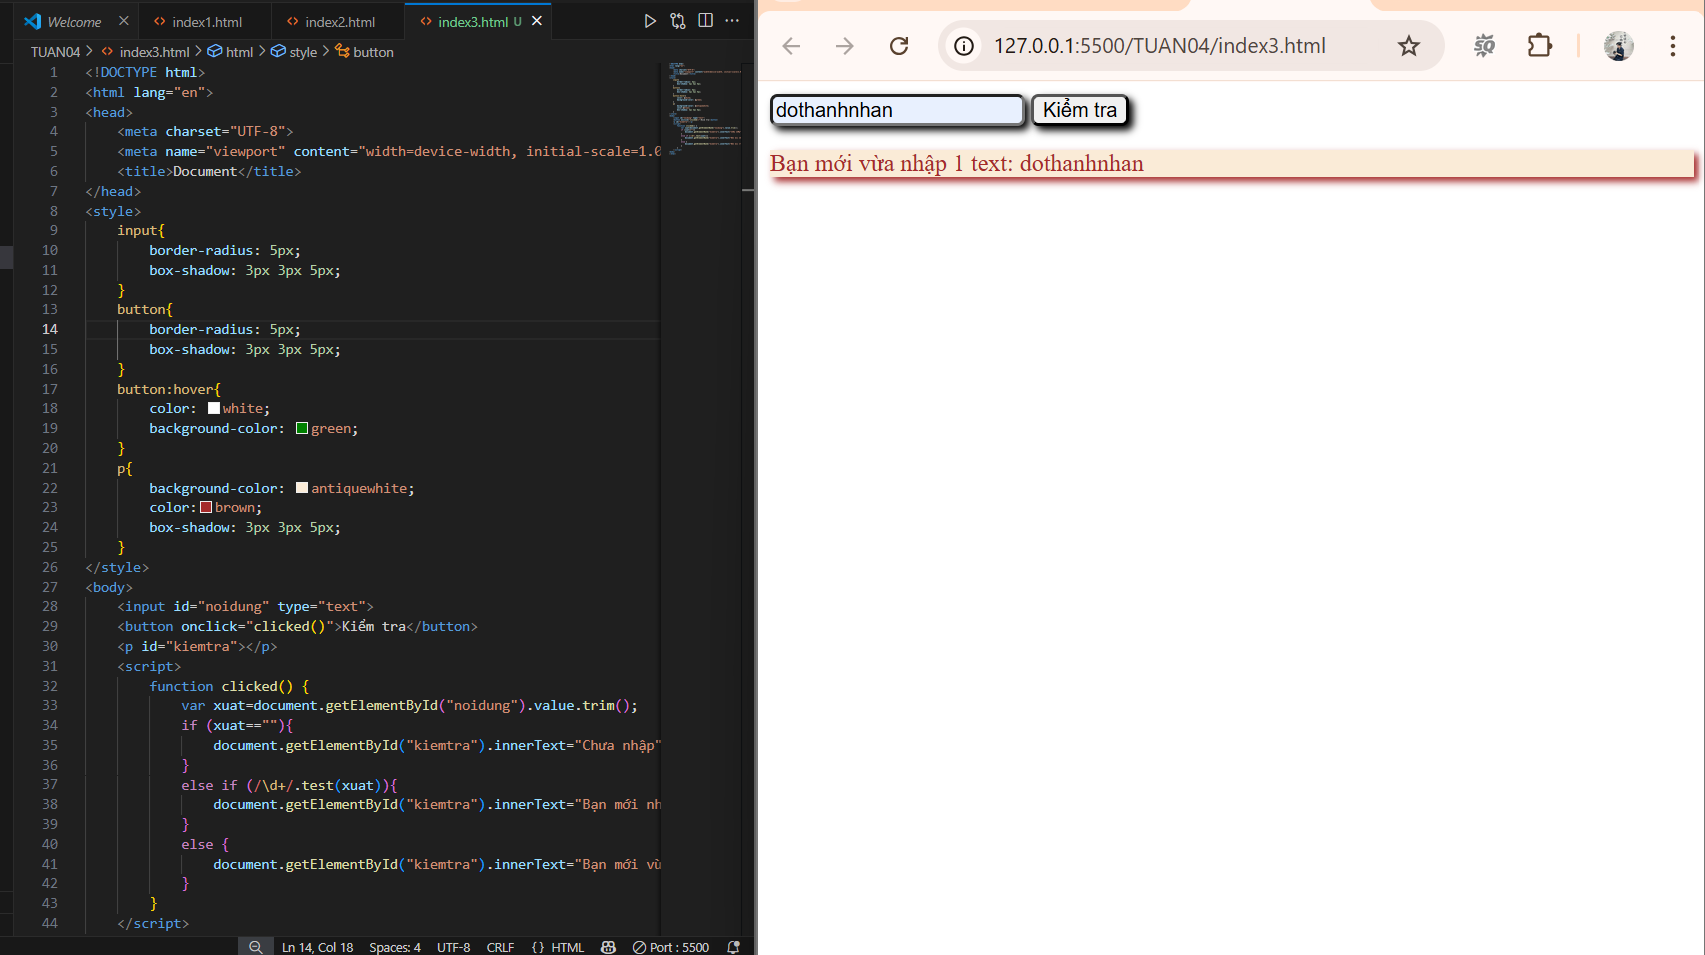 Welcome
index1.html
index2.html
index3.html U
TUAN04 > index3.html > html > style > button
1 <!DOCTYPE html>
2 <html lang="en">
3 <head>
4 <meta charset="UTF-8">
5 <meta name="viewport" content="width=device-width, initial-scale=1.0
6 <title>Document</title>
7 </head>
8 <style>
9 input{
10 border-radius: 5px;
11 box-shadow: 3px 3px 5px;
12 }
13 button{
14 border-radius: 5px;
15 box-shadow: 3px 3px 5px;
16 }
17 button:hover{
18 color: white;
19 background-color: green;
20 }
21 p{
22 background-color: antiquewhite;
23 color: brown;
24 box-shadow: 3px 3px 5px;
25 }
26 </style>
27 <body>
28 <input id="noidung" type="text">
29 <button onclick="clicked()">Kiểm tra</button>
30 <p id="kiemtra"></p>
31 <script>
32 function clicked() {
33 var xuat=document.getElementById("noidung").value.trim();
34 if (xuat==""){
35 document.getElementById("kiemtra").innerText="Chưa nhập"
36 }
37 else if (/\d+/.test(xuat)){
38 document.getElementById("kiemtra").innerText="Bạn mới nh
39 }
40 else {
41 document.getElementById("kiemtra").innerText="Bạn mới vừ
42 }
43 }
44 </script>
Ln 14, Col 18 Spaces: 4 UTF-8 CRLF {} HTML Port : 5500
127.0.0.1:5500/TUAN04/index3.html
dothanhnhan
Kiểm tra
Bạn mới vừa nhập 1 text: dothanhnhan